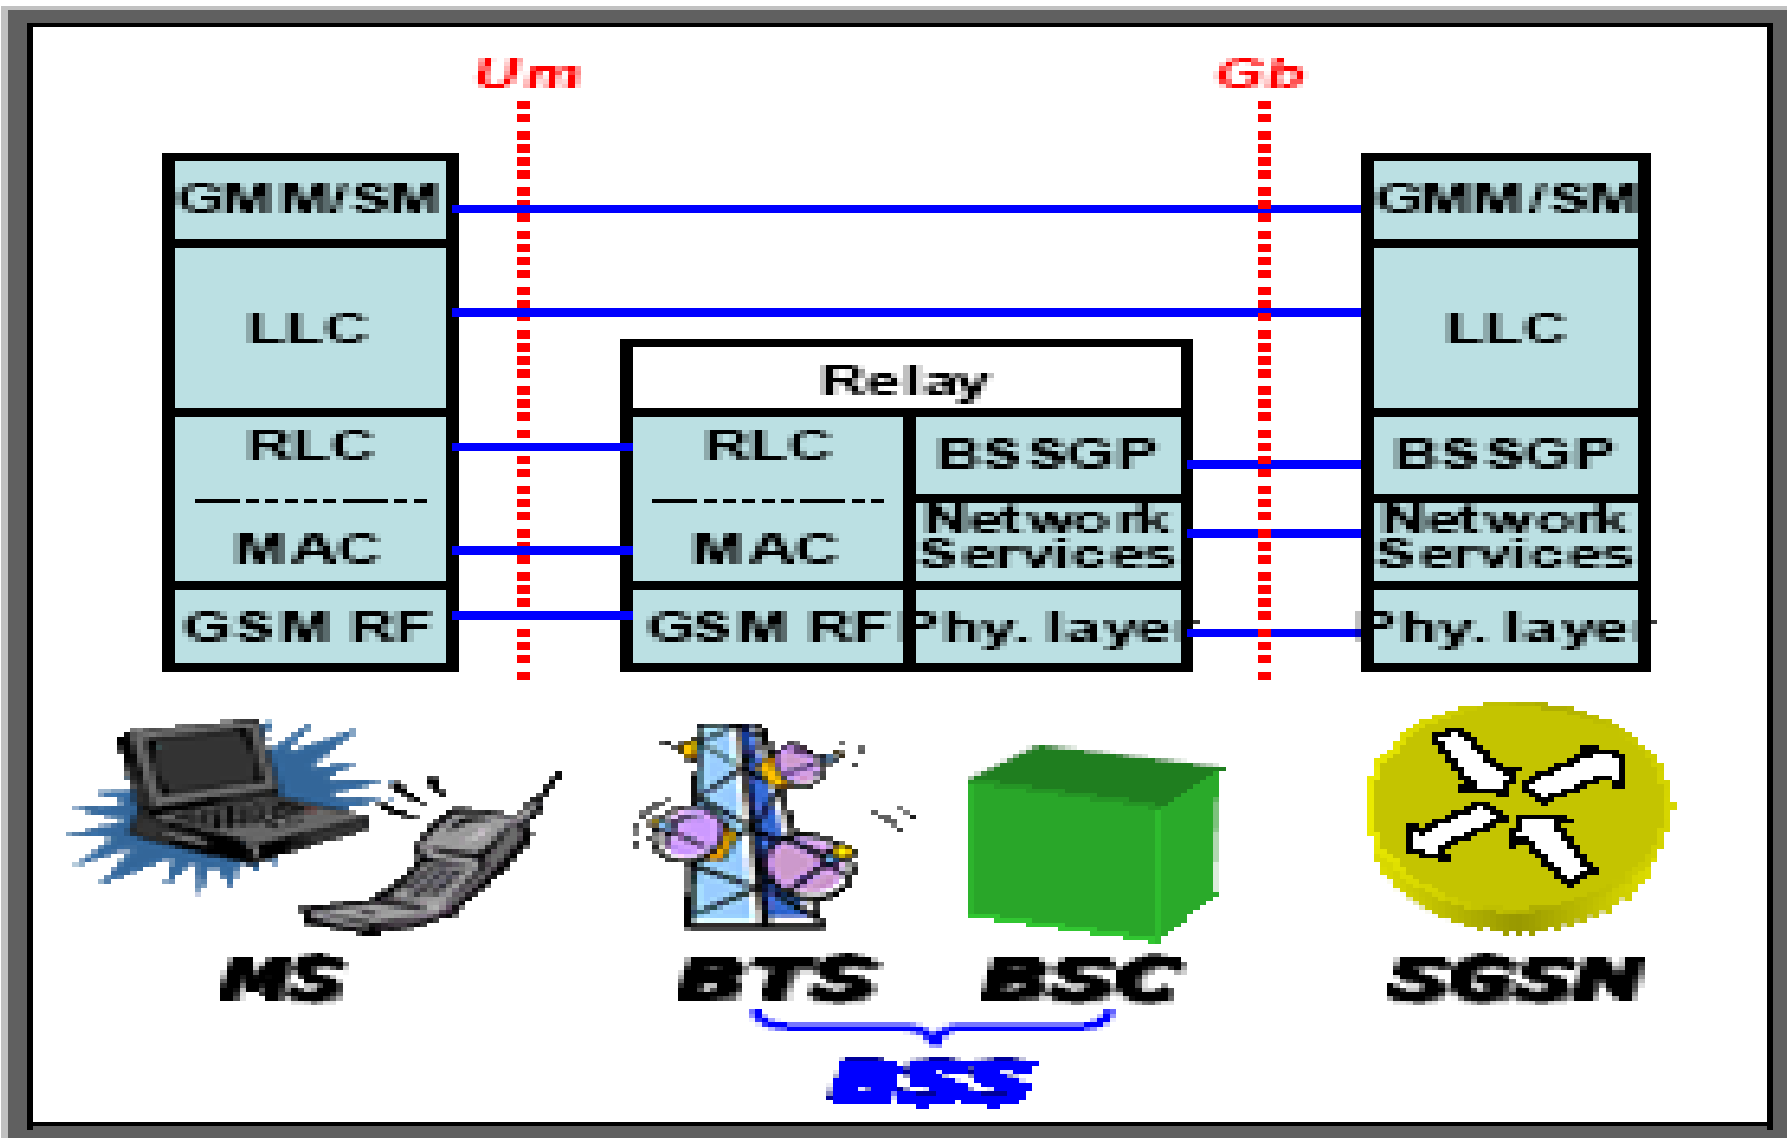 Um
Gb
GMM/SM
GMM/SM
LLC
LLC
Relay
RLC
RLC
BSSGP
BSSGP
MAC
MAC
Network
Services
Network
Services
GSM RF
GSM RF
Phy. layer
Phy. layer
MS
BTS
BSC
SGSN
BSS